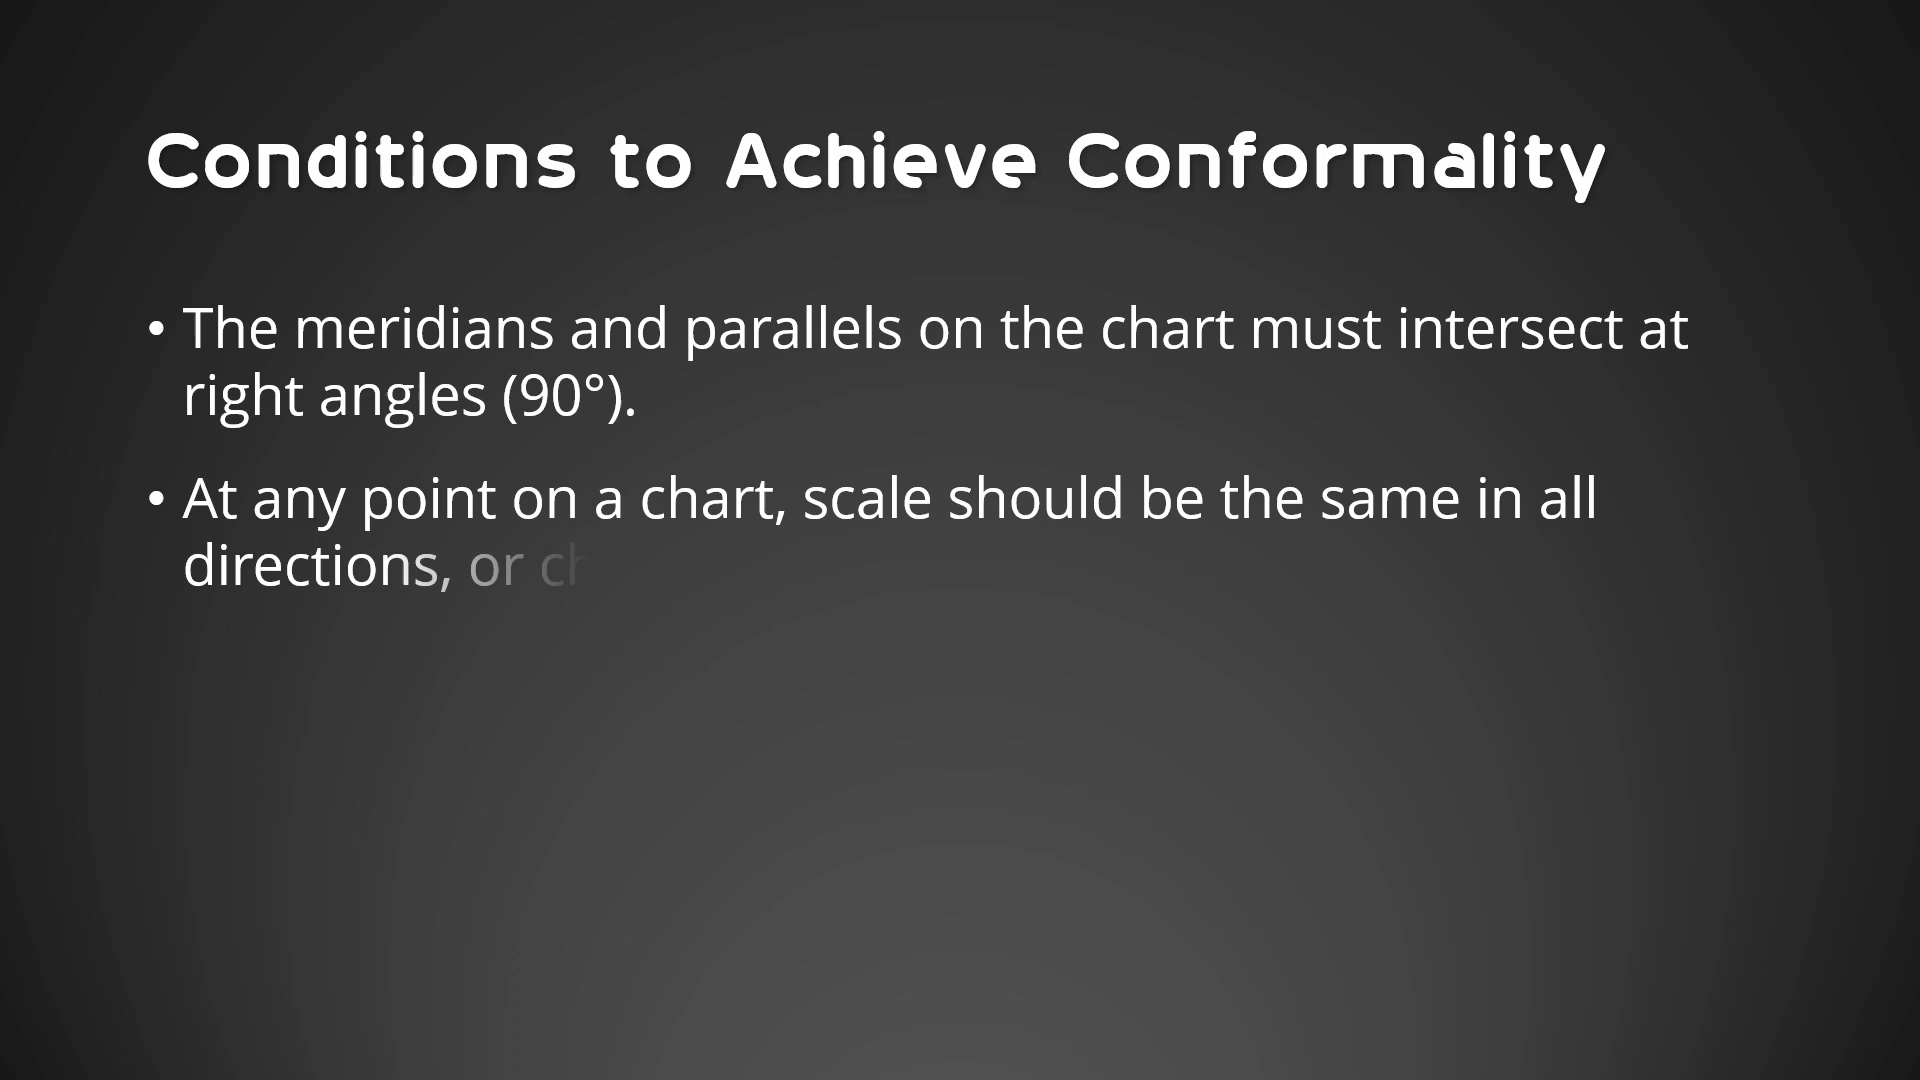 Conditions to Achieve Conformality
• The meridians and parallels on the chart must intersect at
right angles (90°).
• At any point on a chart, scale should be the same in all
directions, or